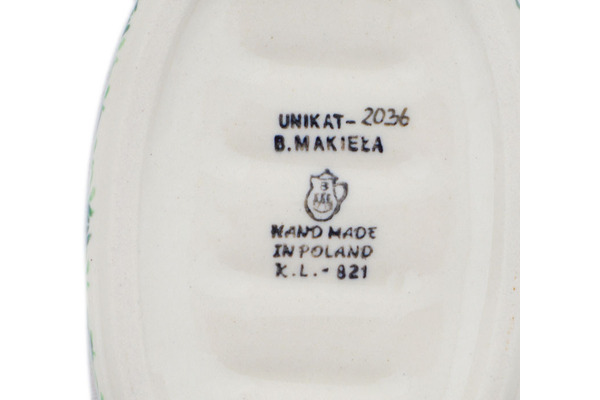 UNIKAT-2036
B.MAKIEŁA
HAND MADE
IN POLAND
K.L.-821